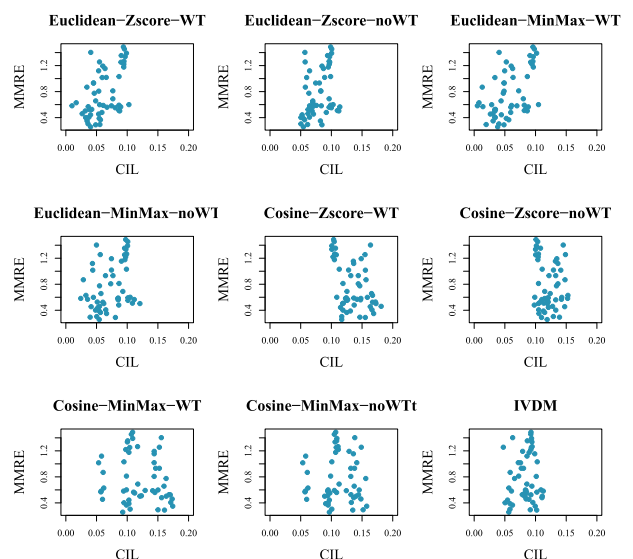 Euclidean−Zscore−WT
Euclidean−Zscore−noWT
Euclidean−MinMax−WT
MMRE
0.4 0.8 1.2
0.00 0.05 0.10 0.15 0.20
CIL
MMRE
0.4 0.8 1.2
0.00 0.05 0.10 0.15 0.20
CIL
MMRE
0.4 0.8 1.2
0.00 0.05 0.10 0.15 0.20
CIL
Euclidean−MinMax−noWT
Cosine−Zscore−WT
Cosine−Zscore−noWT
MMRE
0.4 0.8 1.2
0.00 0.05 0.10 0.15 0.20
CIL
MMRE
0.4 0.8 1.2
0.00 0.05 0.10 0.15 0.20
CIL
MMRE
0.4 0.8 1.2
0.00 0.05 0.10 0.15 0.20
CIL
Cosine−MinMax−WT
Cosine−MinMax−noWTt
IVDM
MMRE
0.4 0.8 1.2
0.00 0.05 0.10 0.15 0.20
CIL
MMRE
0.4 0.8 1.2
0.00 0.05 0.10 0.15 0.20
CIL
MMRE
0.4 0.8 1.2
0.00 0.05 0.10 0.15 0.20
CIL